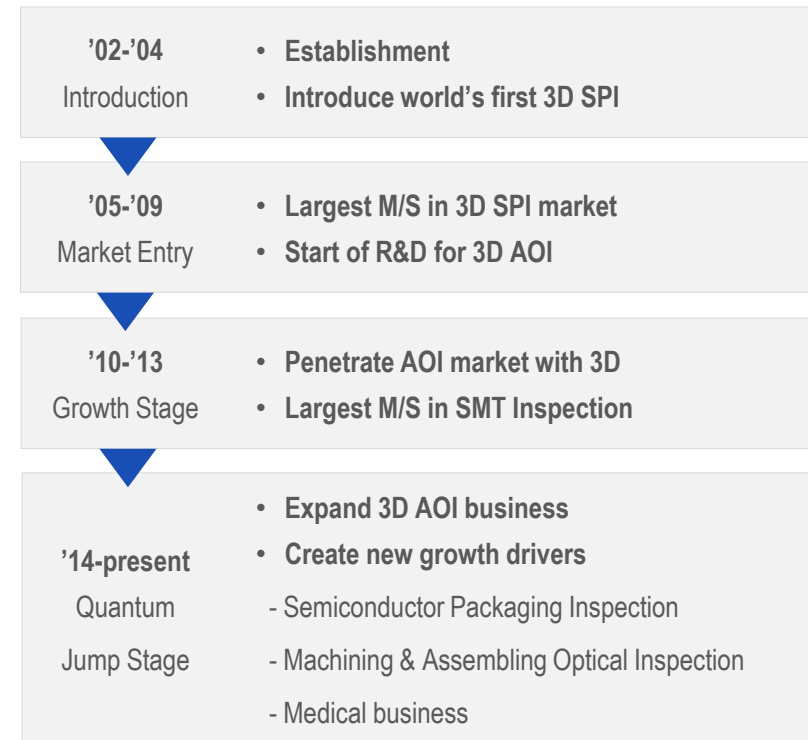 ’02-’04
Introduction
• Establishment
• Introduce world’s first 3D SPI
’05-’09
Market Entry
• Largest M/S in 3D SPI market
• Start of R&D for 3D AOI
’10-’13
Growth Stage
• Penetrate AOI market with 3D
• Largest M/S in SMT Inspection
’14-present
Quantum
Jump Stage
• Expand 3D AOI business
• Create new growth drivers
- Semiconductor Packaging Inspection
- Machining & Assembling Optical Inspection
- Medical business